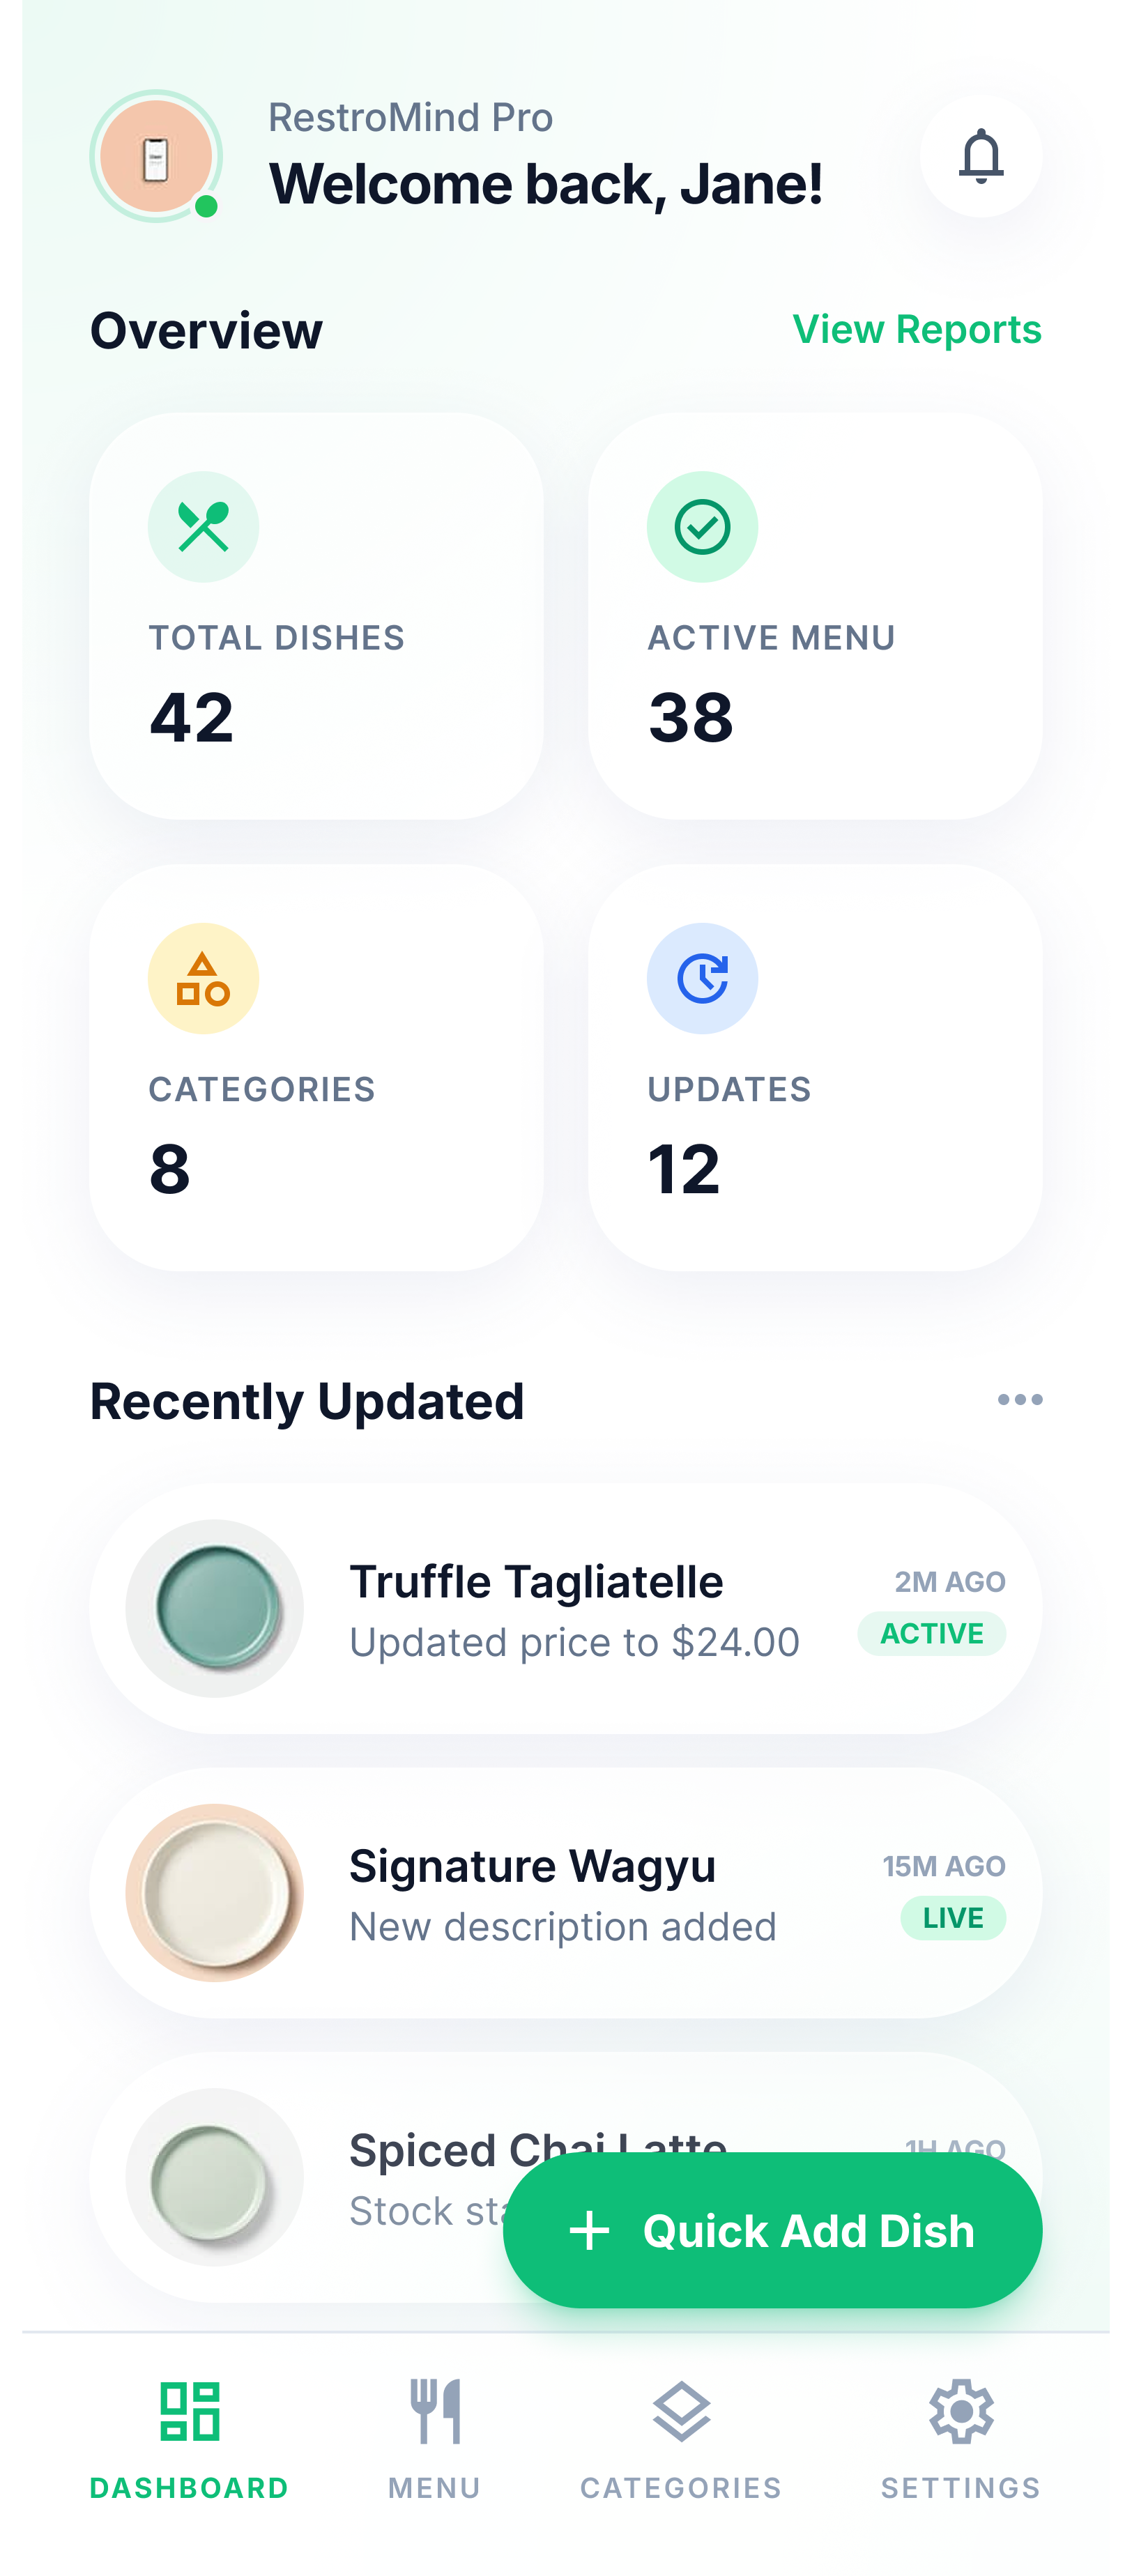 RestroMind Pro
Welcome back, Jane!
Overview
View Reports
TOTAL DISHES
42
ACTIVE MENU
38
CATEGORIES
8
UPDATES
12
Recently Updated
Truffle Tagliatelle
Updated price to $24.00
2M AGO
ACTIVE
Signature Wagyu
New description added
15M AGO
LIVE
Spiced Chai Latte
Stock
1H AGO
Quick Add Dish
DASHBOARD
MENU
CATEGORIES
SETTINGS